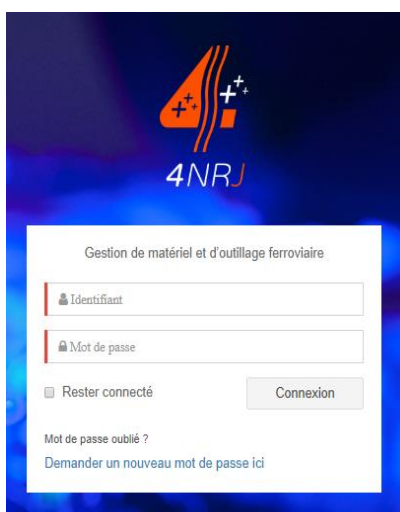 4NRJ
Gestion de matériel et d'outillage ferroviaire
Identifiant
Mot de passe
Rester connecté
Connexion
Mot de passe oublié ?
Demander un nouveau mot de passe ici